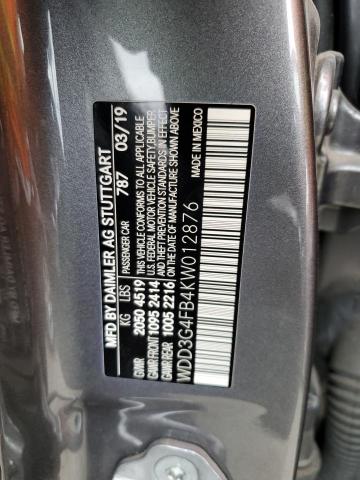 MFD BY DAIMLER AG STUTTGART
PASSENGER CAR 787 03/19
KG LBS
GVWR 2050 4519
GAWR FRONT 1095 2414
GAWR REAR 1005 2216
THIS VEHICLE CONFORMS TO ALL APPLICABLE
U.S. FEDERAL MOTOR VEHICLE SAFETY, BUMPER,
AND THEFT PREVENTION STANDARDS IN EFFECT
ON THE DATE OF MANUFACTURE SHOWN ABOVE
WDD3G4FB4KW012876
MADE IN MEXICO